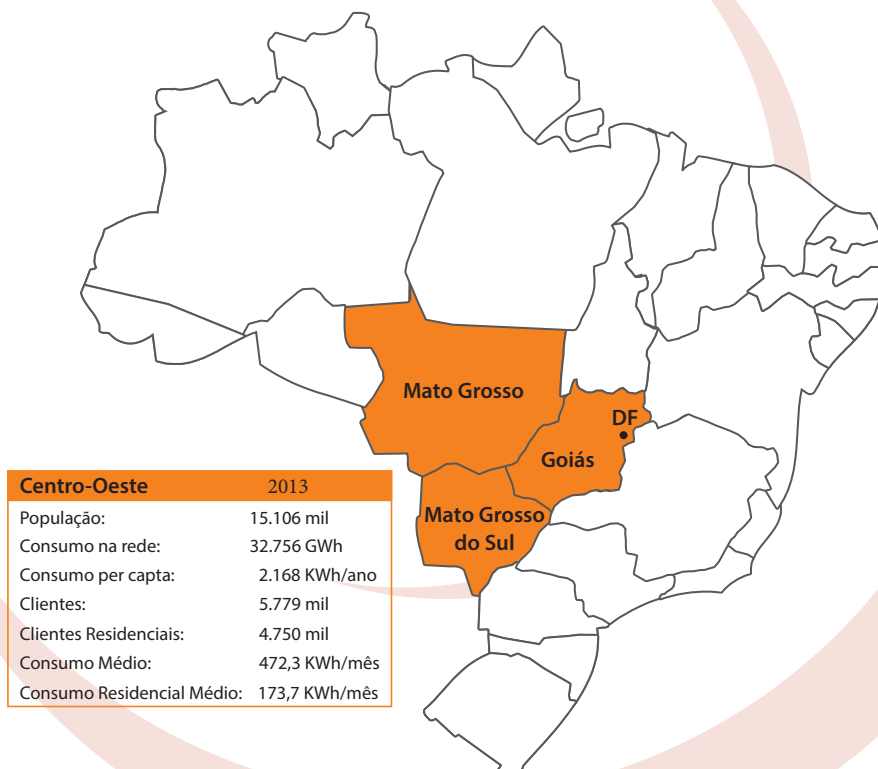 Mato Grosso
DF
Goiás
Mato Grosso
do Sul
Centro-Oeste 2013
População: 15.106 mil
Consumo na rede: 32.756 GWh
Consumo per capta: 2.168 KWh/ano
Clientes: 5.779 mil
Clientes Residenciais: 4.750 mil
Consumo Médio: 472,3 KWh/mês
Consumo Residencial Médio: 173,7 KWh/mês